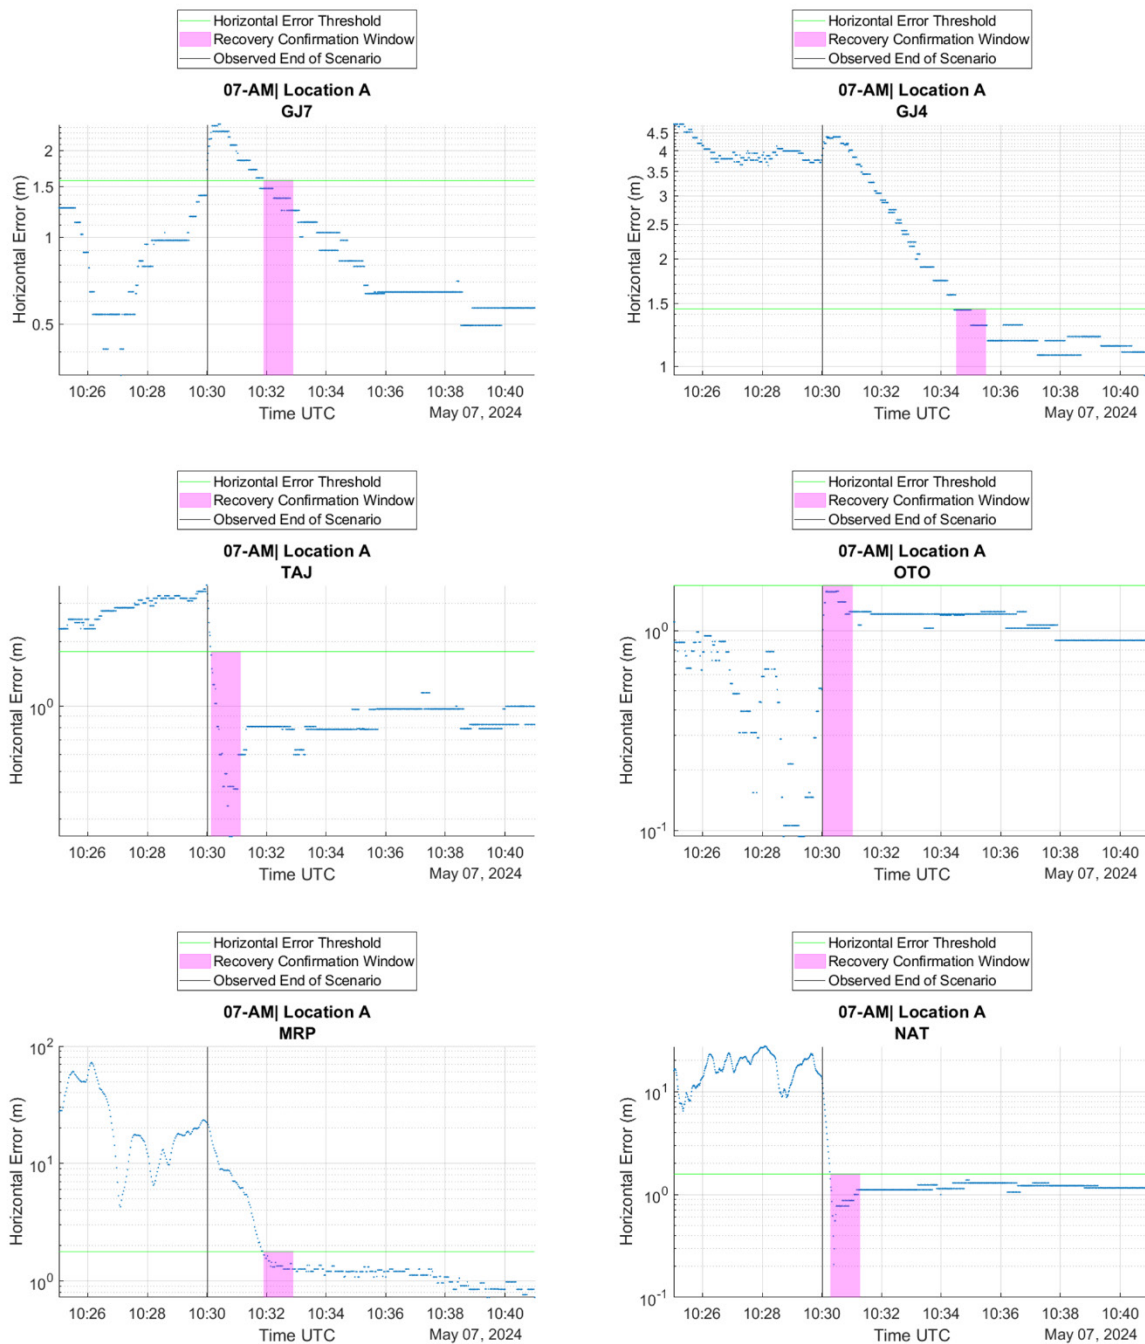 Horizontal Error Threshold
Recovery Confirmation Window
Observed End of Scenario
07-AM| Location A
GJ7
Horizontal Error (m)
2
1.5
1
0.5
10:26 10:28 10:30 10:32 10:34 10:36 10:38 10:40
Time UTC
May 07, 2024
Horizontal Error Threshold
Recovery Confirmation Window
Observed End of Scenario
07-AM| Location A
GJ4
Horizontal Error (m)
4.5
4
3.5
3
2.5
2
1.5
1
10:26 10:28 10:30 10:32 10:34 10:36 10:38 10:40
Time UTC
May 07, 2024
Horizontal Error Threshold
Recovery Confirmation Window
Observed End of Scenario
07-AM| Location A
TAJ
Horizontal Error (m)
10⁰
10:26 10:28 10:30 10:32 10:34 10:36 10:38 10:40
Time UTC
May 07, 2024
Horizontal Error Threshold
Recovery Confirmation Window
Observed End of Scenario
07-AM| Location A
OTO
Horizontal Error (m)
10⁰
10⁻¹
10:26 10:28 10:30 10:32 10:34 10:36 10:38 10:40
Time UTC
May 07, 2024
Horizontal Error Threshold
Recovery Confirmation Window
Observed End of Scenario
07-AM| Location A
MRP
Horizontal Error (m)
10²
10¹
10⁰
10:26 10:28 10:30 10:32 10:34 10:36 10:38 10:40
Time UTC
May 07, 2024
Horizontal Error Threshold
Recovery Confirmation Window
Observed End of Scenario
07-AM| Location A
NAT
Horizontal Error (m)
10¹
10⁰
10⁻¹
10:26 10:28 10:30 10:32 10:34 10:36 10:38 10:40
Time UTC
May 07, 2024